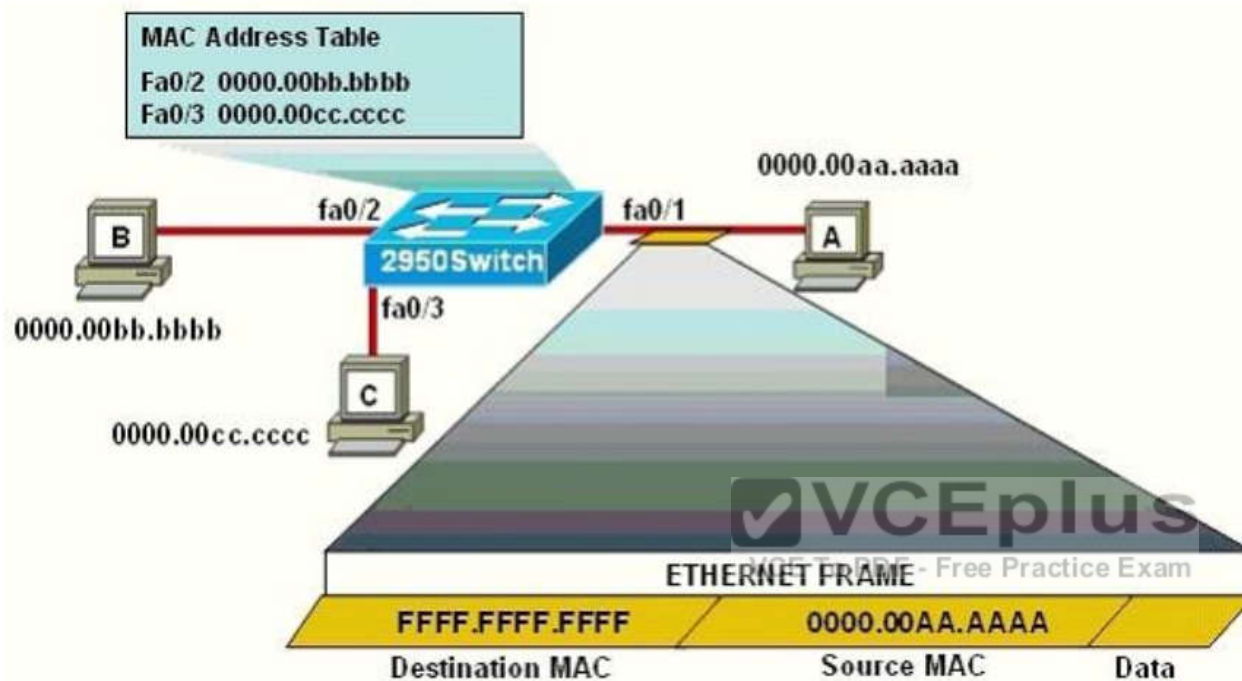 MAC Address Table
Fa0/2 0000.00bb.bbbb
Fa0/3 0000.00cc.cccc
0000.00aa.aaaa
fa0/2
fa0/1
B
A
2950Switch
fa0/3
0000.00bb.bbbb
C
0000.00cc.cccc
VCEplus
VCE To PDF - Free Practice Exam
ETHERNET FRAME
FFFF.FFFF.FFFF
0000.00AA.AAAA
Destination MAC
Source MAC
Data